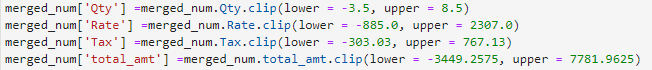 merged_num['Qty'] =merged_num.Qty.clip(lower = -3.5, upper = 8.5)
merged_num['Rate'] =merged_num.Rate.clip(lower = -885.0, upper = 2307.0)
merged_num['Tax'] =merged_num.Tax.clip(lower = -303.03, upper = 767.13)
merged_num['total_amt'] =merged_num.total_amt.clip(lower = -3449.2575, upper = 7781.9625)